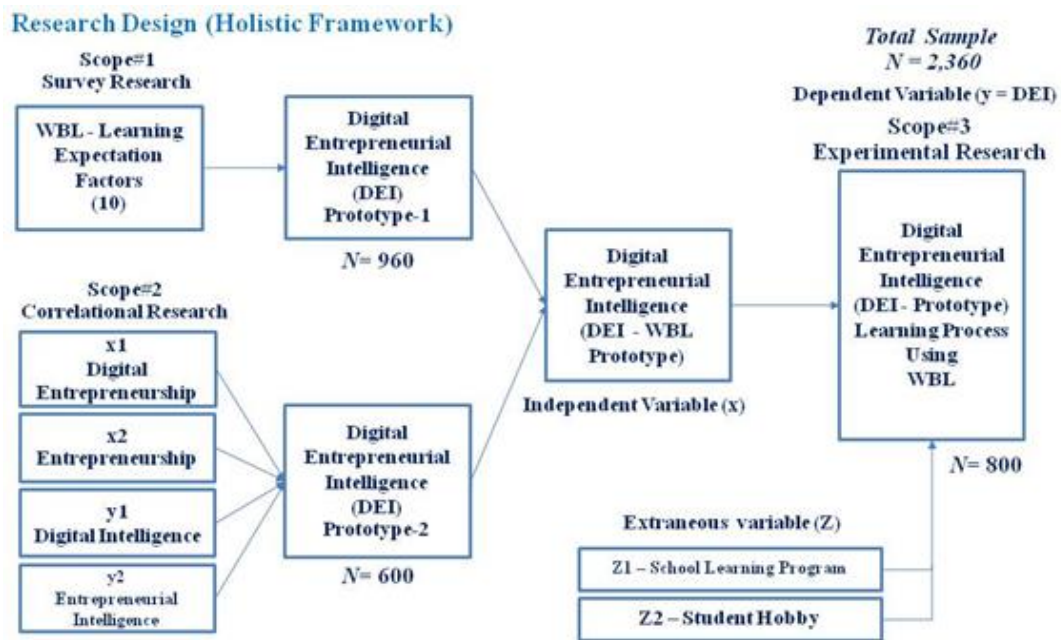 Research Design (Holistic Framework)
Scope#1
Survey Research
WBL - Learning
Expectation
Factors
(10)
Digital
Entrepreneurial
Intelligence
(DEI)
Prototype-1
N= 960
Scope#2
Correlational Research
x1
Digital
Entrepreneurship
x2
Entrepreneurship
y1
Digital Intelligence
y2
Entrepreneurial
Intelligence
Digital
Entrepreneurial
Intelligence
(DEI)
Prototype-2
N= 600
Digital
Entrepreneurial
Intelligence
(DEI - WBL
Prototype)
Independent Variable (x)
Total Sample
N = 2,360
Dependent Variable (y = DEI)
Scope#3
Experimental Research
Digital
Entrepreneurial
Intelligence
(DEI - Prototype)
Learning Process
Using
WBL
N= 800
Extraneous variable (Z)
Z1 – School Learning Program
Z2 – Student Hobby